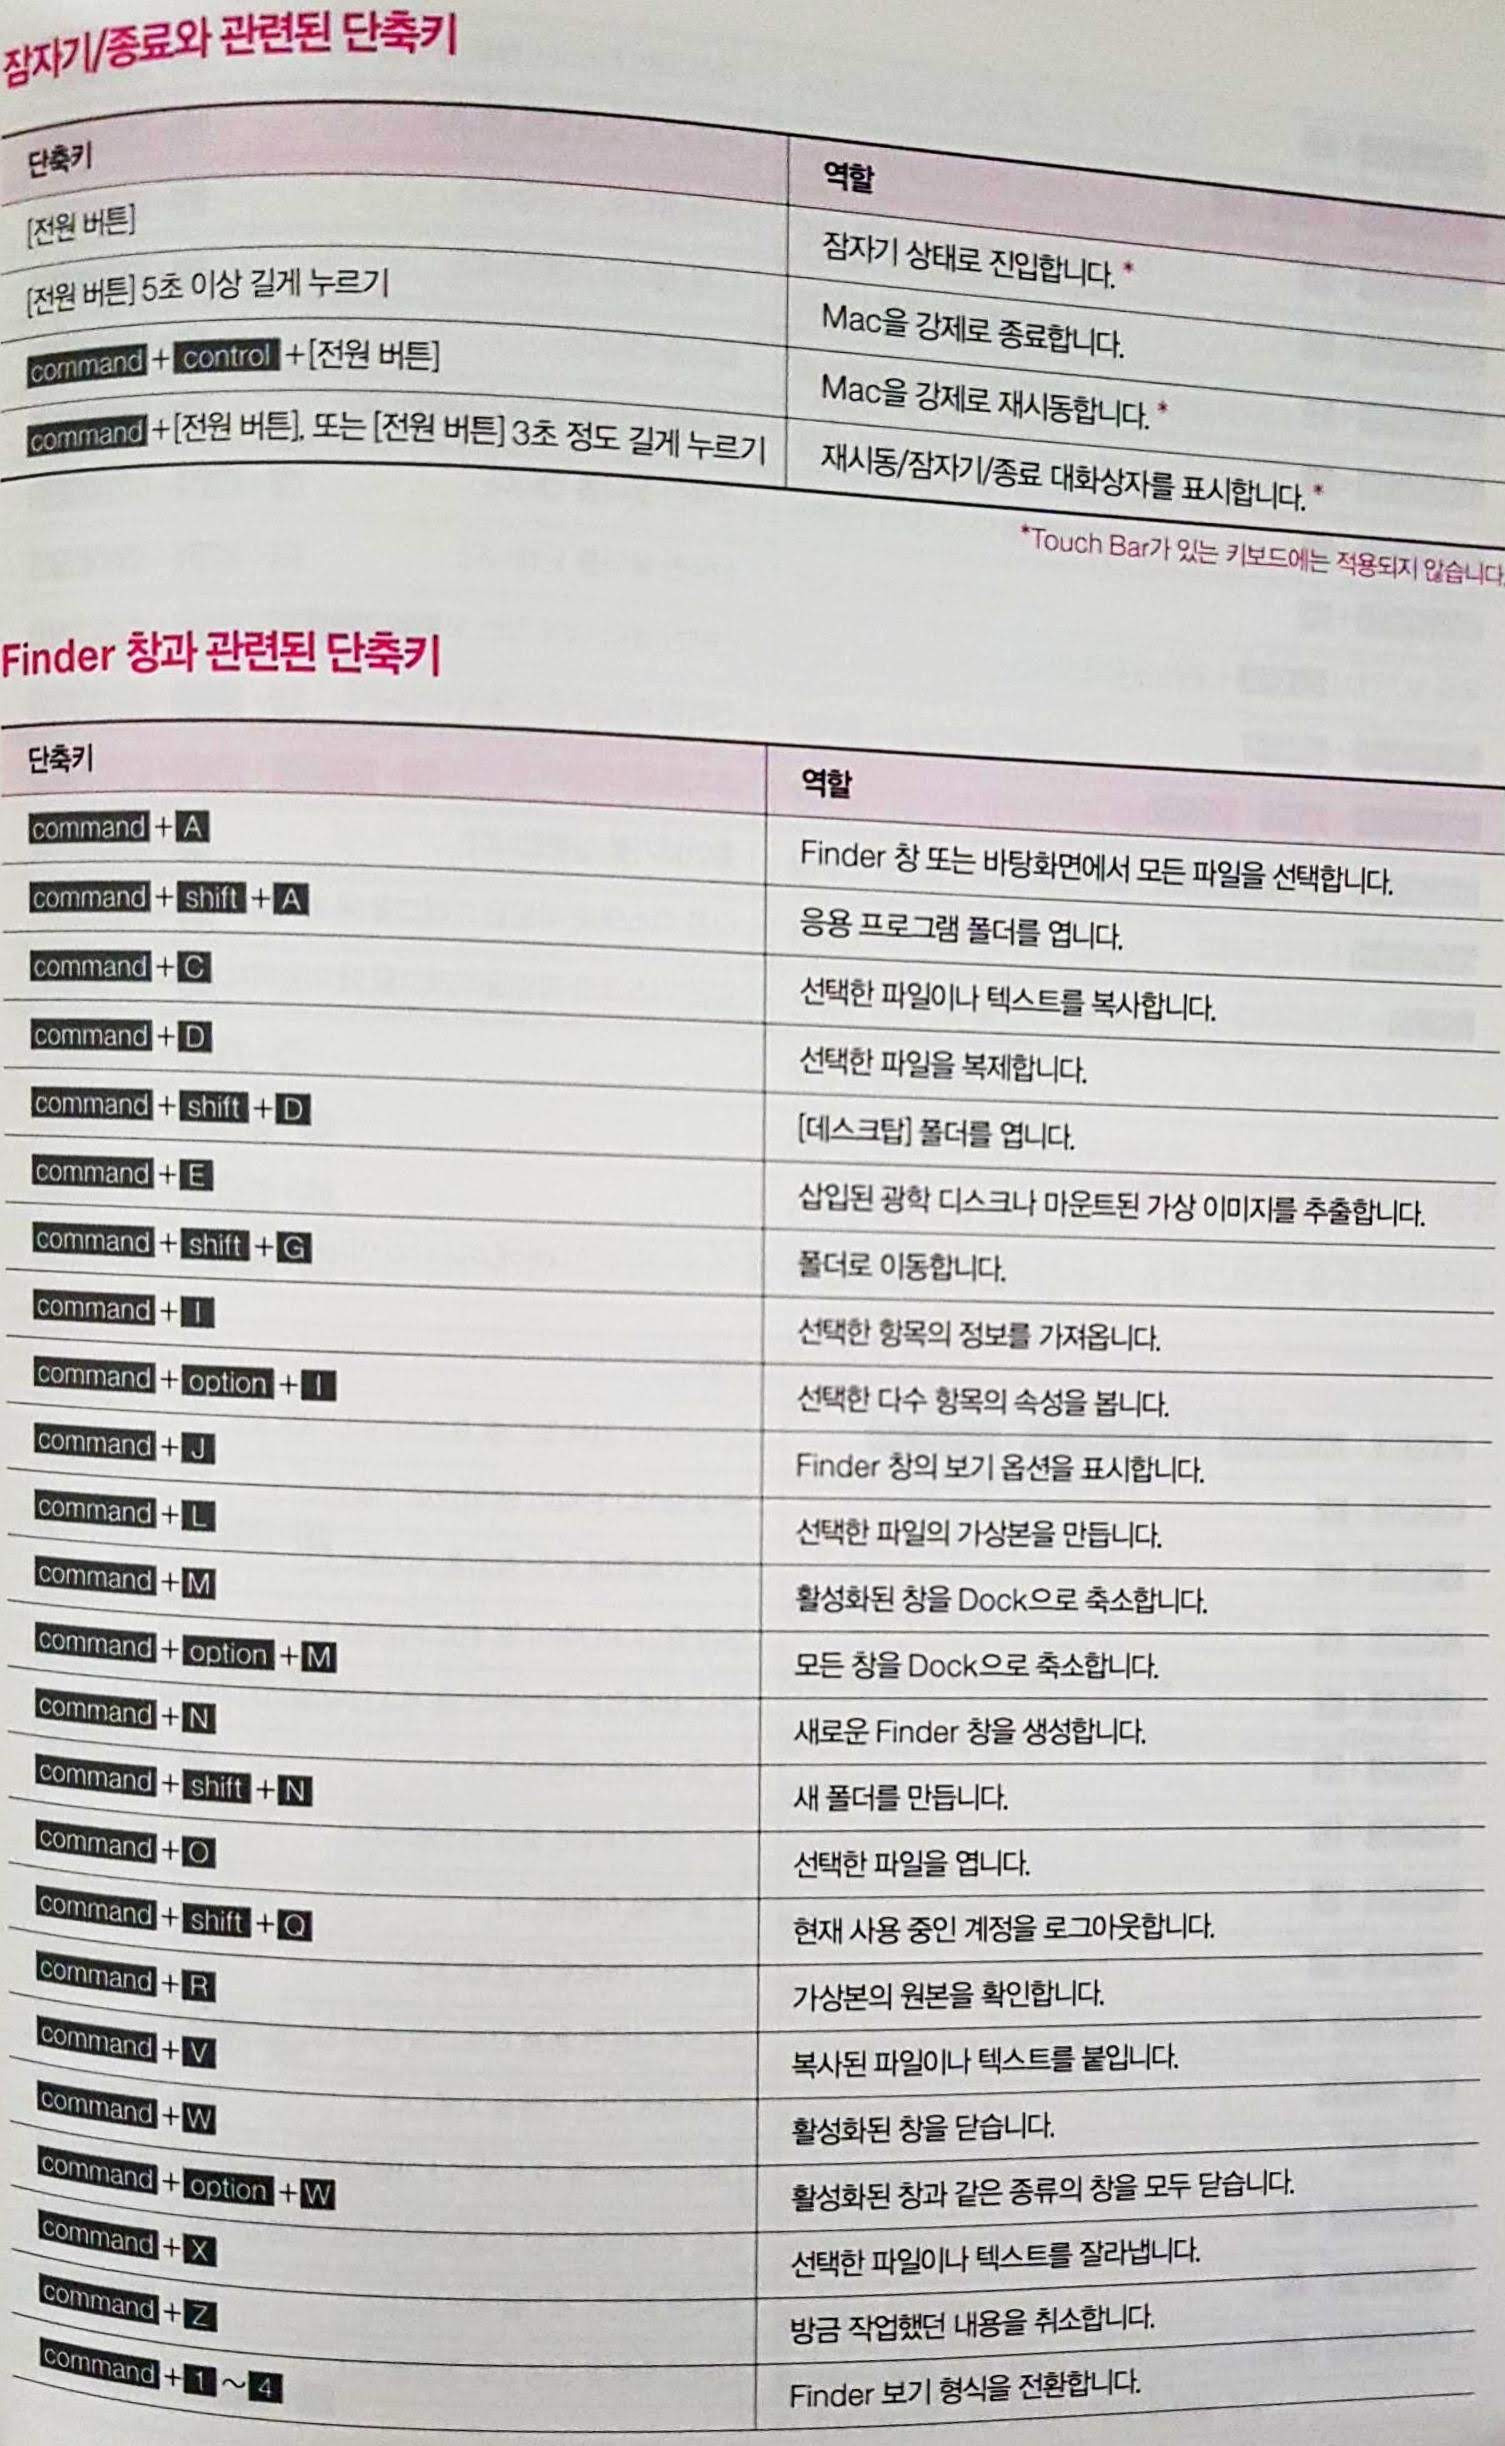 잠자기/종료와 관련된 단축키
단축키 역할
[전원 버튼] 잠자기 상태로 진입합니다.*
[전원 버튼] 5초 이상 길게 누르기 Mac을 강제로 종료합니다.
command + control +[전원 버튼] Mac을 강제로 재시동합니다.*
command +[전원 버튼], 또는 [전원 버튼] 3초 정도 길게 누르기 재시동/잠자기/종료 대화상자를 표시합니다.*
*Touch Bar가 있는 키보드에는 적용되지 않습니다.
Finder 창과 관련된 단축키
단축키 역할
command + A Finder 창 또는 바탕화면에서 모든 파일을 선택합니다.
command + shift + A 응용 프로그램 폴더를 엽니다.
command + C 선택한 파일이나 텍스트를 복사합니다.
command + D 선택한 파일을 복제합니다.
command + shift + D [데스크탑] 폴더를 엽니다.
command + E 삽입된 광학 디스크나 마운트된 가상 이미지를 추출합니다.
command + shift + G 폴더로 이동합니다.
command + I 선택한 항목의 정보를 가져옵니다.
command + option + I 선택한 다수 항목의 속성을 봅니다.
command + J Finder 창의 보기 옵션을 표시합니다.
command + L 선택한 파일의 가상본을 만듭니다.
command + M 활성화된 창을 Dock으로 축소합니다.
command + option + M 모든 창을 Dock으로 축소합니다.
command + N 새로운 Finder 창을 생성합니다.
command + shift + N 새 폴더를 만듭니다.
command + O 선택한 파일을 엽니다.
command + shift + Q 현재 사용 중인 계정을 로그아웃합니다.
command + R 가상본의 원본을 확인합니다.
command + V 복사된 파일이나 텍스트를 붙입니다.
command + W 활성화된 창을 닫습니다.
command + option + W 활성화된 창과 같은 종류의 창을 모두 닫습니다.
command + X 선택한 파일이나 텍스트를 잘라냅니다.
command + Z 방금 작업했던 내용을 취소합니다.
command + 1 ~ 4 Finder 보기 형식을 전환합니다.